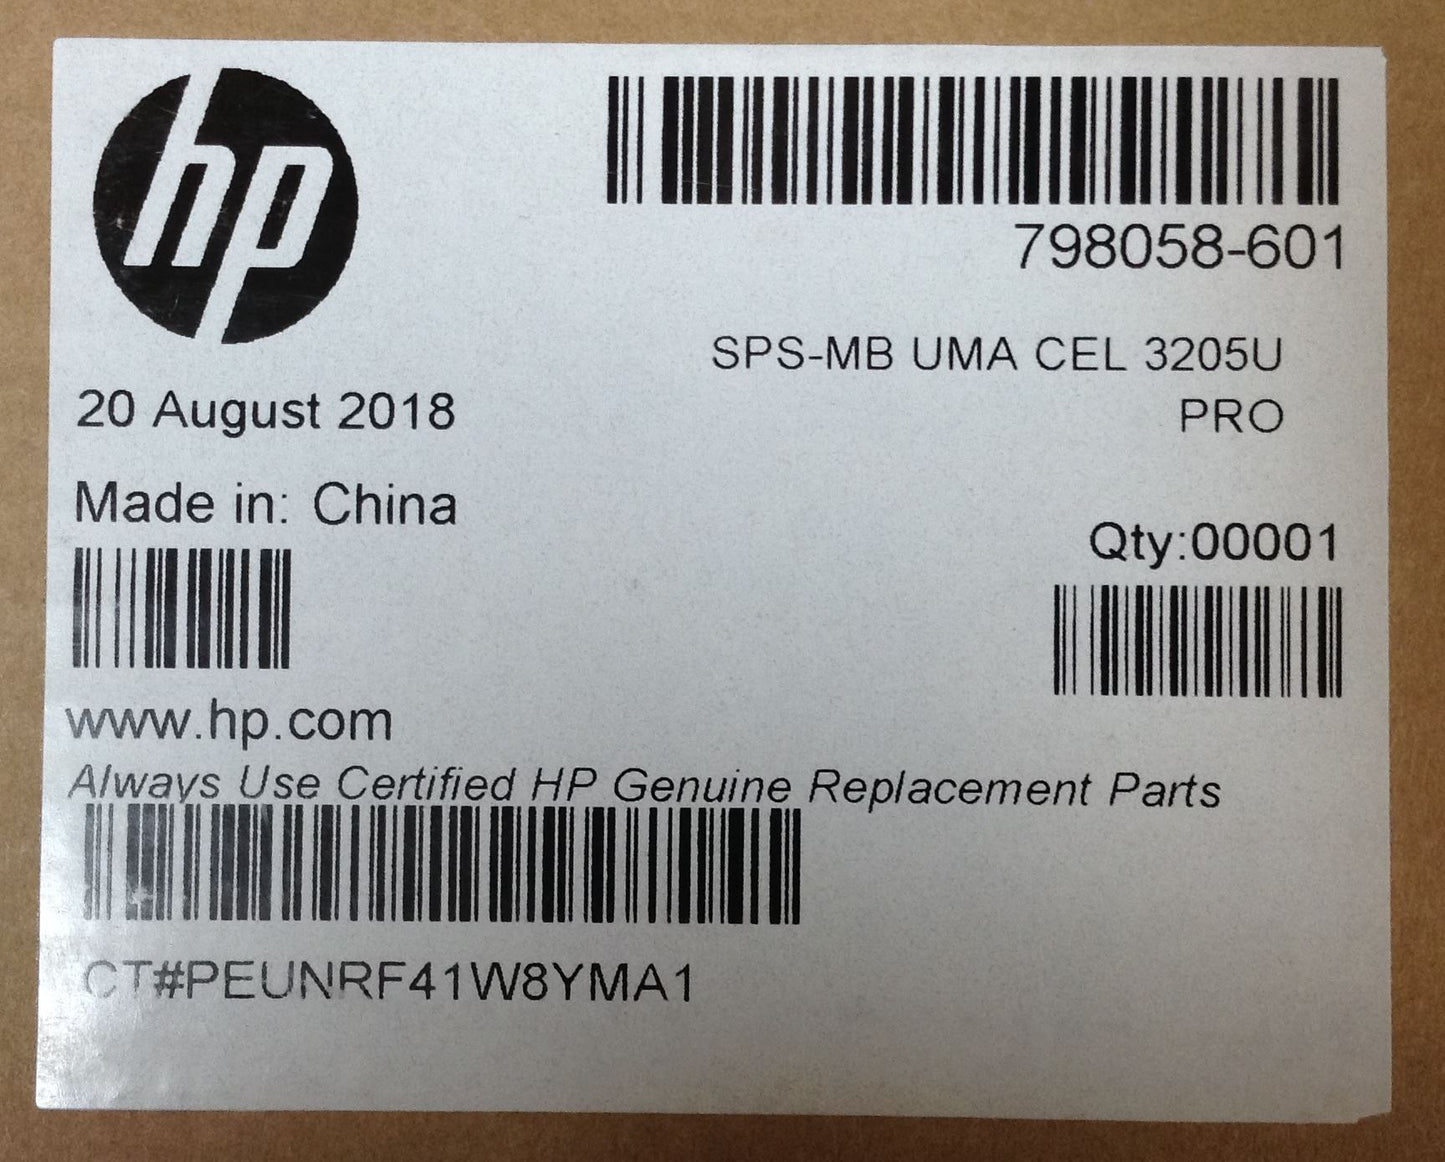 hp
798058-601
SPS-MB UMA CEL 3205U
PRO
20 August 2018
Made in: China
Qty:00001
www.hp.com
Always Use Certified HP Genuine Replacement Parts
CT#PEUNRF41W8YMA1